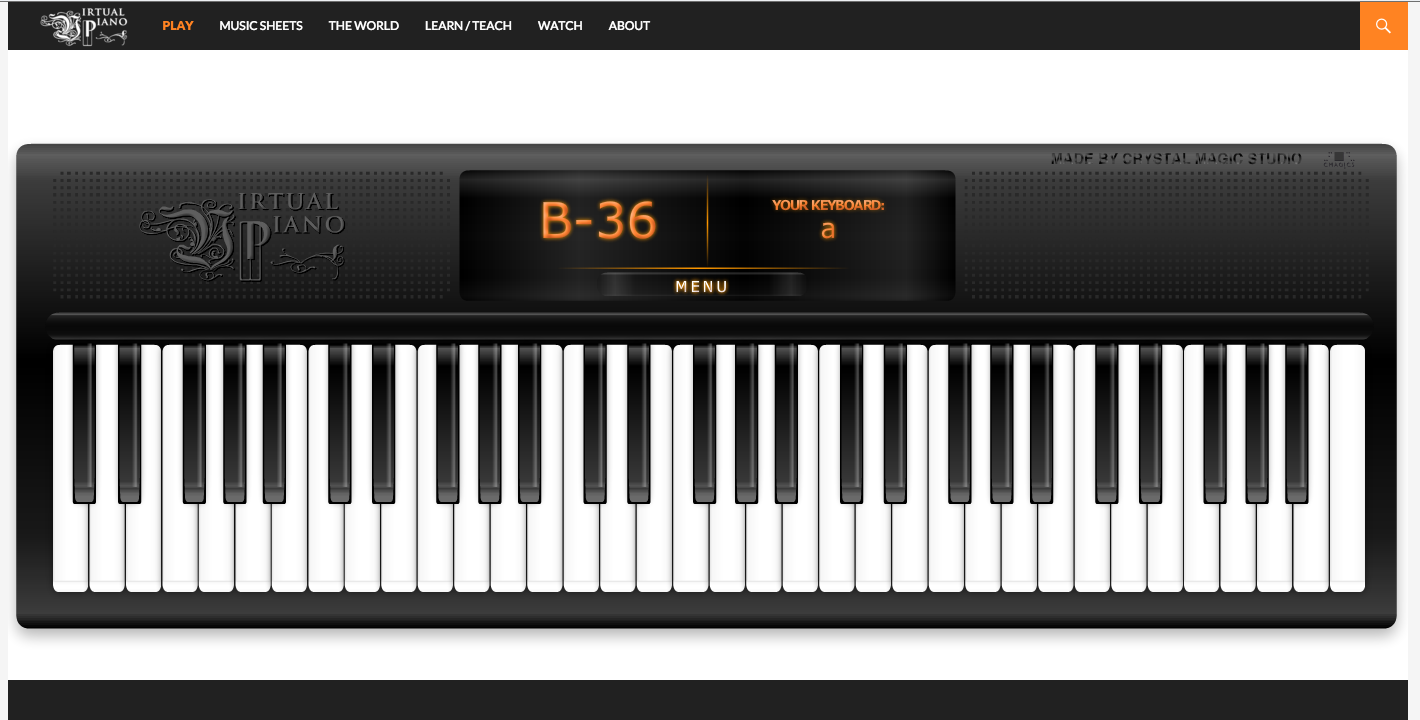 VIRTUAL
PIANO
PLAY
MUSIC SHEETS
THE WORLD
LEARN / TEACH
WATCH
ABOUT
MADE BY CRYSTAL MAGIC STUDIO
VIRTUAL
PIANO
B-36
YOUR KEYBOARD:
a
MENU